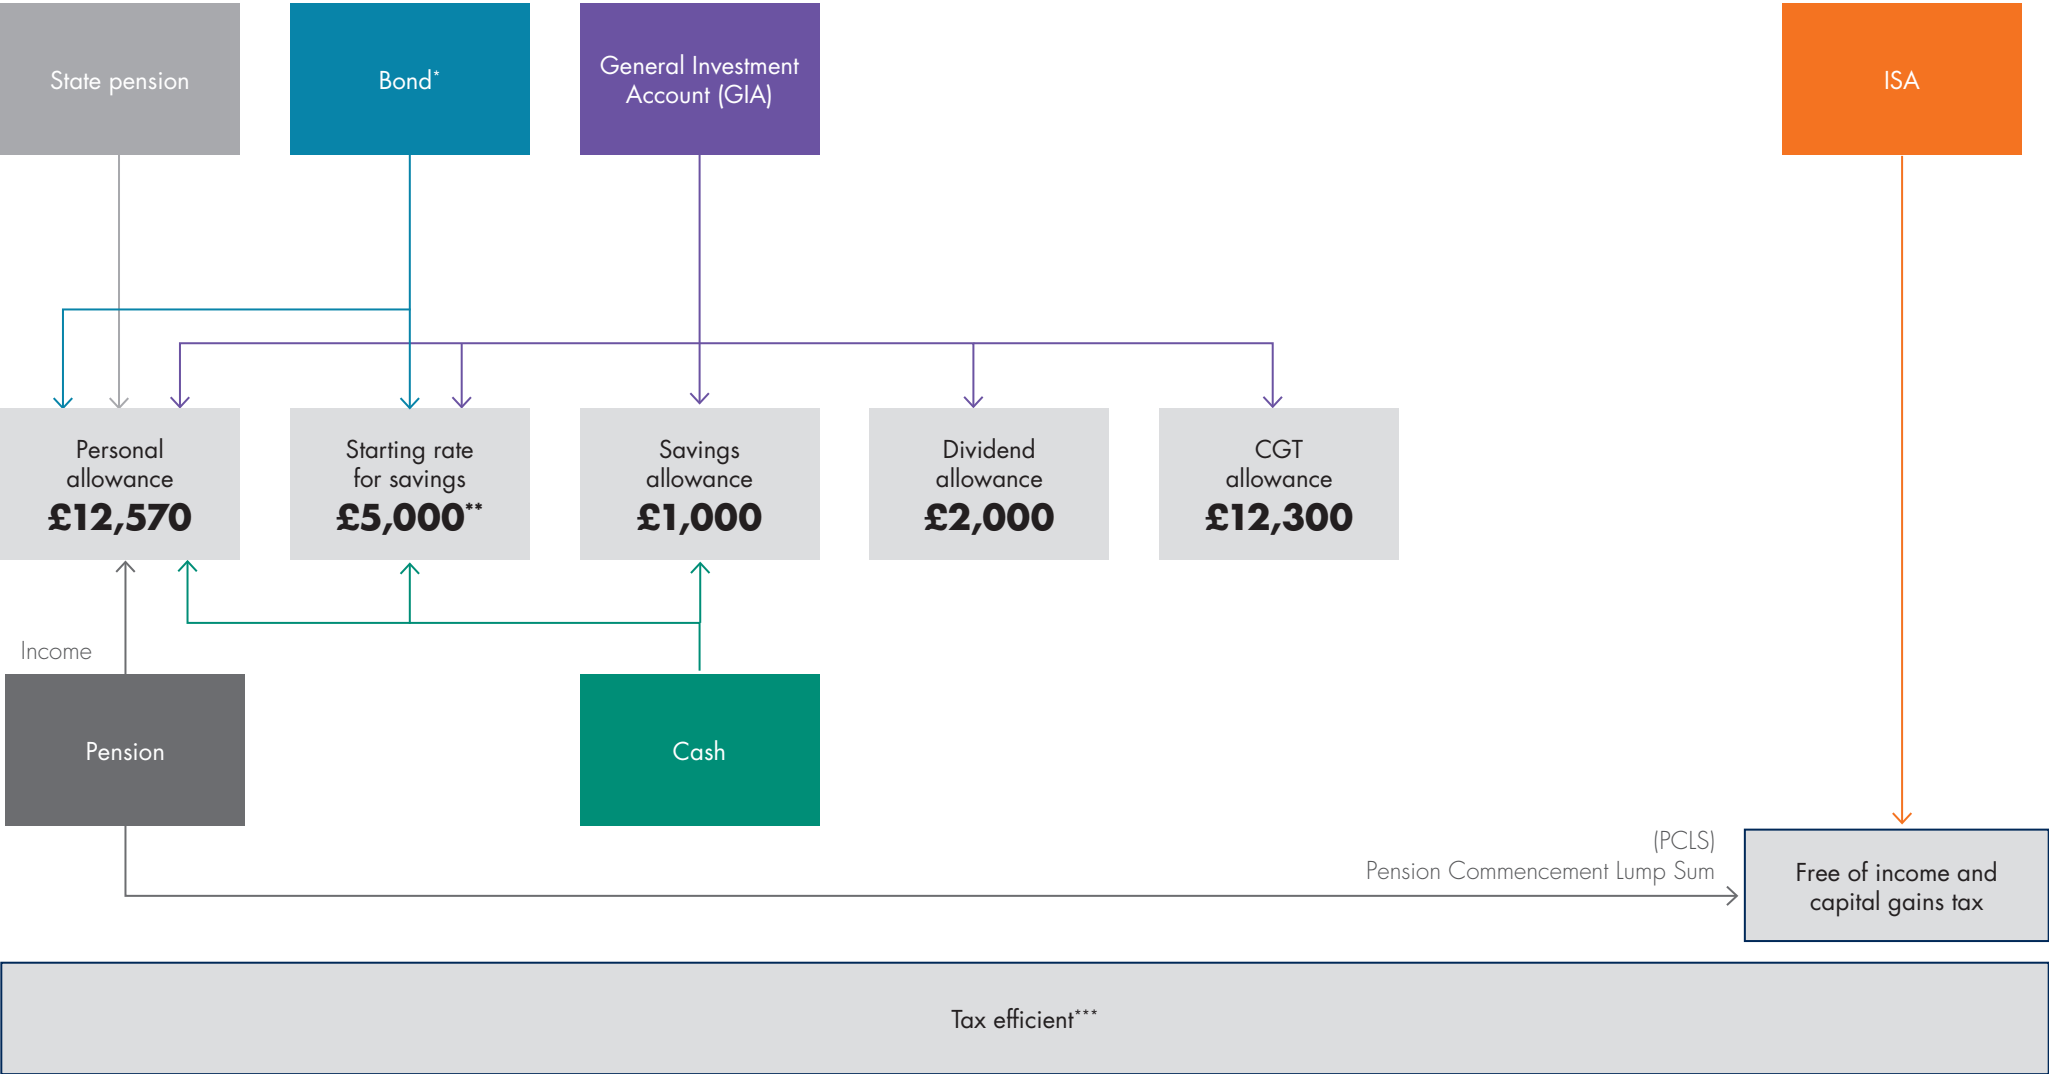 State pension
Bond*
General Investment
Account (GIA)
ISA
Personal
allowance
£12,570
Starting rate
for savings
£5,000**
Savings
allowance
£1,000
Dividend
allowance
£2,000
CGT
allowance
£12,300
Income
Pension
Cash
(PCLS)
Pension Commencement Lump Sum
Free of income and
capital gains tax
Tax efficient***